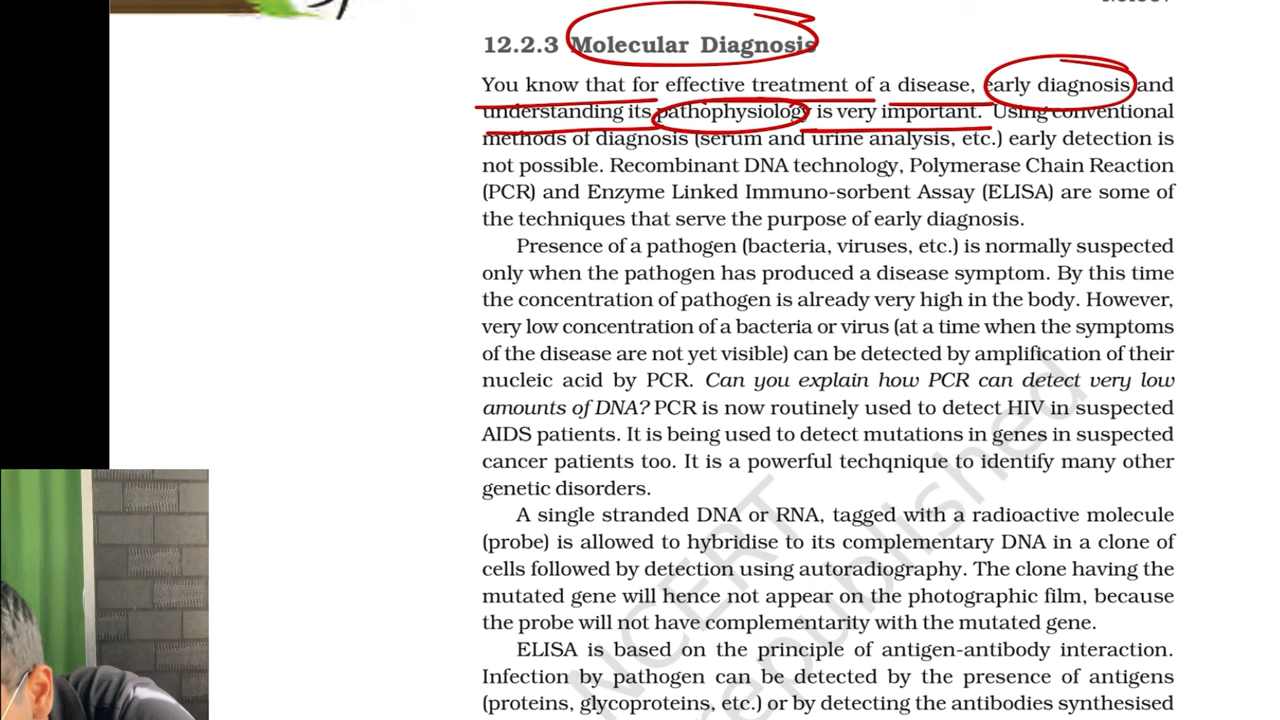 12.2.3 Molecular Diagnosis
You know that for effective treatment of a disease, early diagnosis and
understanding its pathophysiology is very important. Using conventional
methods of diagnosis (serum and urine analysis, etc.) early detection is
not possible. Recombinant DNA technology, Polymerase Chain Reaction
(PCR) and Enzyme Linked Immuno-sorbent Assay (ELISA) are some of
the techniques that serve the purpose of early diagnosis.
Presence of a pathogen (bacteria, viruses, etc.) is normally suspected
only when the pathogen has produced a disease symptom. By this time
the concentration of pathogen is already very high in the body. However,
very low concentration of a bacteria or virus (at a time when the symptoms
of the disease are not yet visible) can be detected by amplification of their
nucleic acid by PCR. Can you explain how PCR can detect very low
amounts of DNA? PCR is now routinely used to detect HIV in suspected
AIDS patients. It is being used to detect mutations in genes in suspected
cancer patients too. It is a powerful techqnique to identify many other
genetic disorders.
A single stranded DNA or RNA, tagged with a radioactive molecule
(probe) is allowed to hybridise to its complementary DNA in a clone of
cells followed by detection using autoradiography. The clone having the
mutated gene will hence not appear on the photographic film, because
the probe will not have complementarity with the mutated gene.
ELISA is based on the principle of antigen-antibody interaction.
Infection by pathogen can be detected by the presence of antigens
(proteins, glycoproteins, etc.) or by detecting the antibodies synthesised
NCERT
republished